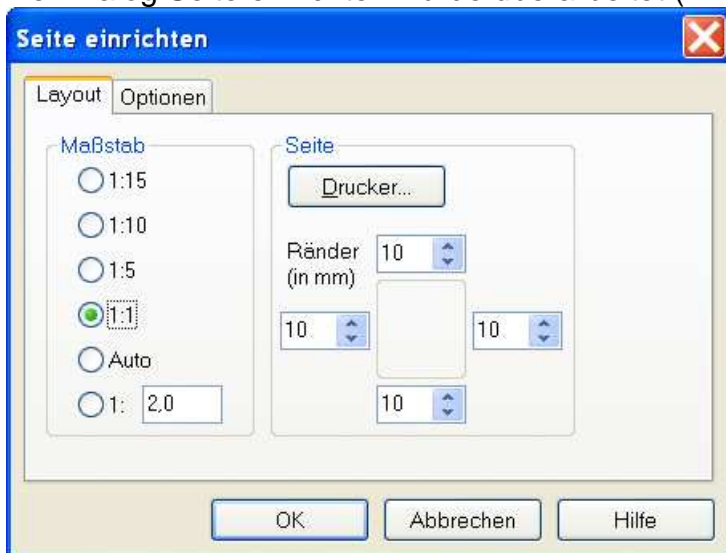 Seite einrichten
Layout Optionen
Maßstab
1:15
1:10
1:5
1:1
Auto
1: 2,0
Seite
Drucker...
Ränder
(in mm)
10
10
10
10
OK Abbrechen Hilfe